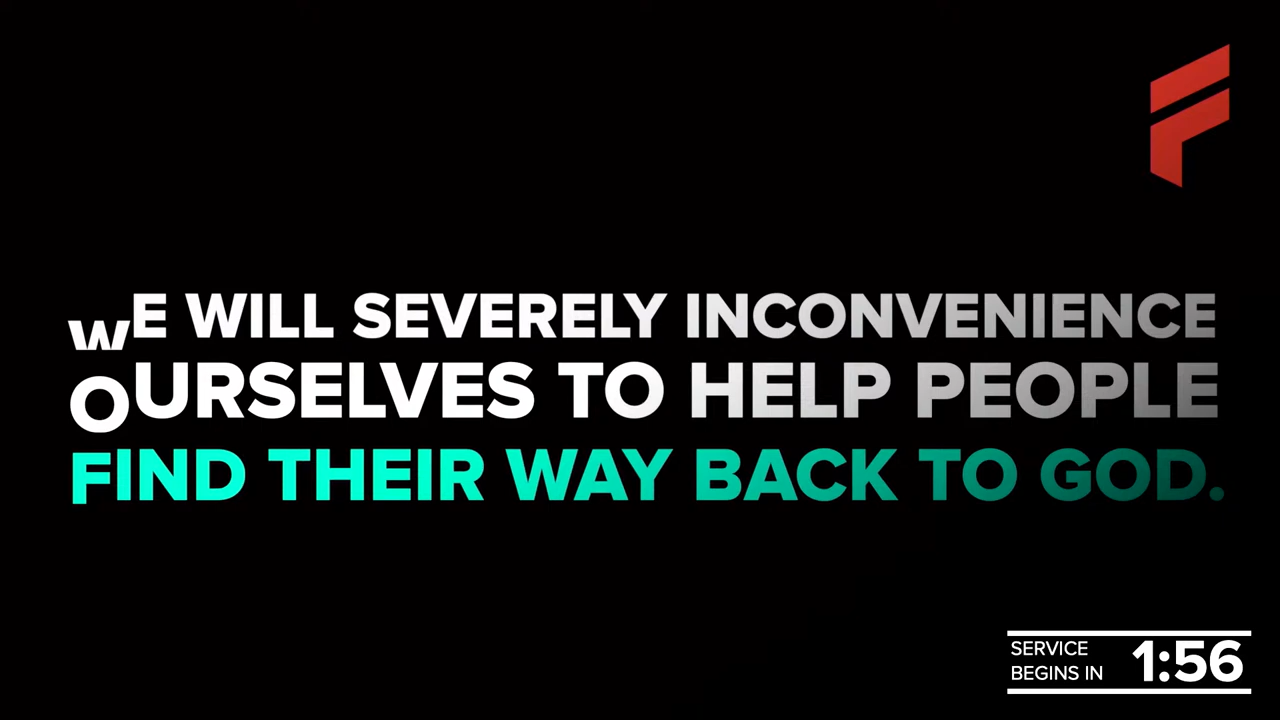 WE WILL SEVERELY INCONVENIENCE
OURSELVES TO HELP PEOPLE
FIND THEIR WAY BACK TO GOD.
SERVICE
BEGINS IN
1:56